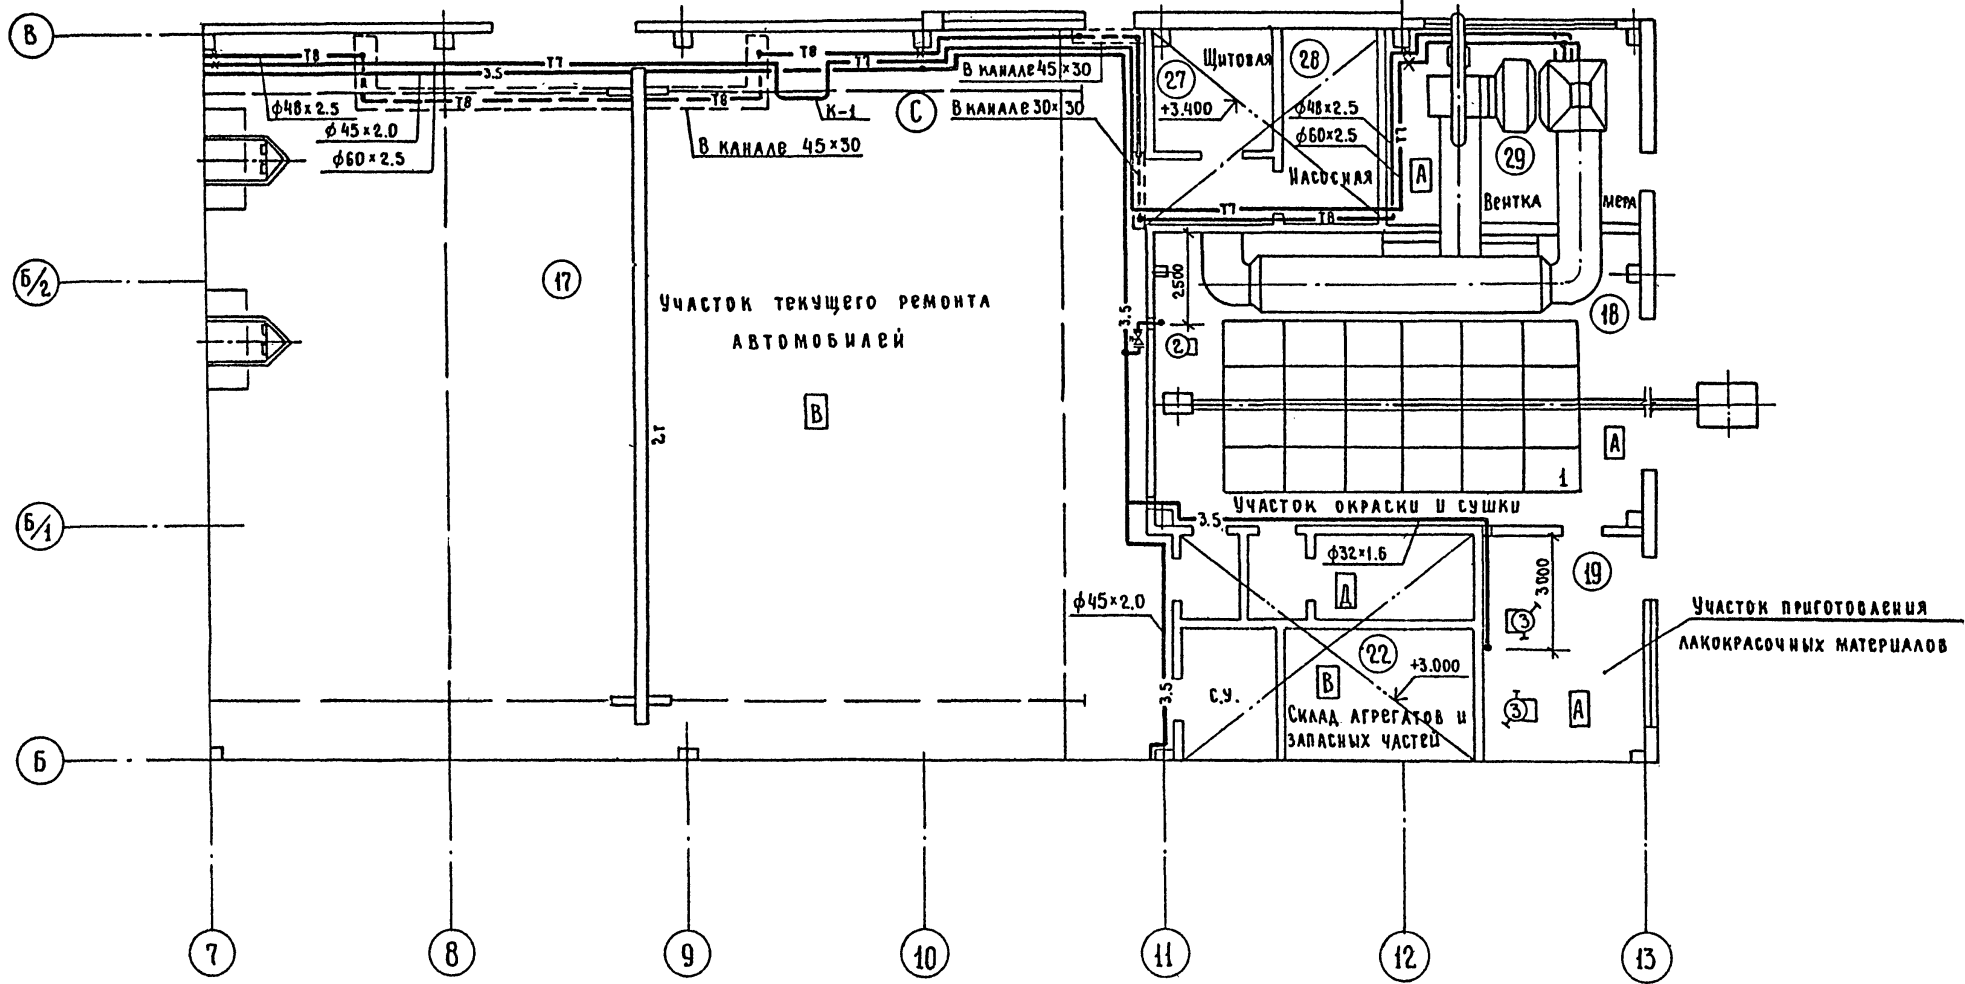 В
Т8
Т7
3.5
Т8
Т8
Т8
Т7
К-1
С
ф48×2.5
ф45×2.0
ф60×2.5
В КАНАЛЕ 45×30
В КАНАЛЕ 45×30
В КАНАЛЕ 30×30
27
ЩИТОВАЯ
28
+3.400
ф48×2.5
ф60×2.5
Т7
НАСОСНАЯ
А
29
ВЕНТКА
МЕРА
Т7
Т8
Б/2
17
УЧАСТОК ТЕКУЩЕГО РЕМОНТА
АВТОМОБИЛЕЙ
В
2т
2500
3.5
2
18
А
1
УЧАСТОК ОКРАСКИ И СУШКИ
Б/1
3.5
ф32×1.6
3000
19
Д
ф45×2.0
3
УЧАСТОК ПРИГОТОВЛЕНИЯ
ЛАКОКРАСОЧНЫХ МАТЕРИАЛОВ
22
+3.000
В
С.У.
3.5
СКЛАД АГРЕГАТОВ И
ЗАПАСНЫХ ЧАСТЕЙ
3
А
Б
7
8
9
10
11
12
13